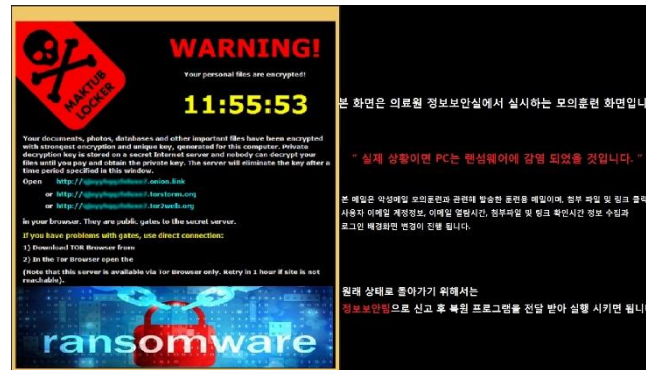 MAKTUB
LOCKER
WARNING!
Your personal files are encrypted!
11:55:53
Your documents, photos, databases and other important files have been encrypted
with strongest encryption and unique key, generated for this computer. Private
decryption key is stored on a secret Internet server and nobody can decrypt your
files until you pay and obtain the private key. The server will eliminate the key after a
time period specified in this window.
Open http:// .onion.link
or http:// .torstorm.org
or http:// .tor2web.org
in your browser. They are public gates to the secret server.
If you have problems with gates, use direct connection:
1) Download TOR Browser from
2) In the Tor Browser open the
(Note that this server is available via Tor Browser only. Retry in 1 hour if site is not
reachable).
ransomware
본 화면은 의료원 정보보안실에서 실시하는 모의훈련 화면입니
" 실제 상황이면 PC는 랜섬웨어에 감염 되었을 것입니다. "
본 메일은 악성메일 모의훈련과 관련해 발송한 훈련용 메일이며, 첨부 파일 및 링크 클릭
사용자 이메일 계정정보, 이메일 열람시간, 첨부파일 및 링크 확인시간 정보 수집과
로그인 배경화면 변경이 진행 됩니다.
원래 상태로 돌아가기 위해서는
정보보안팀으로 신고 후 복원 프로그램을 전달 받아 실행 시키면 됩니